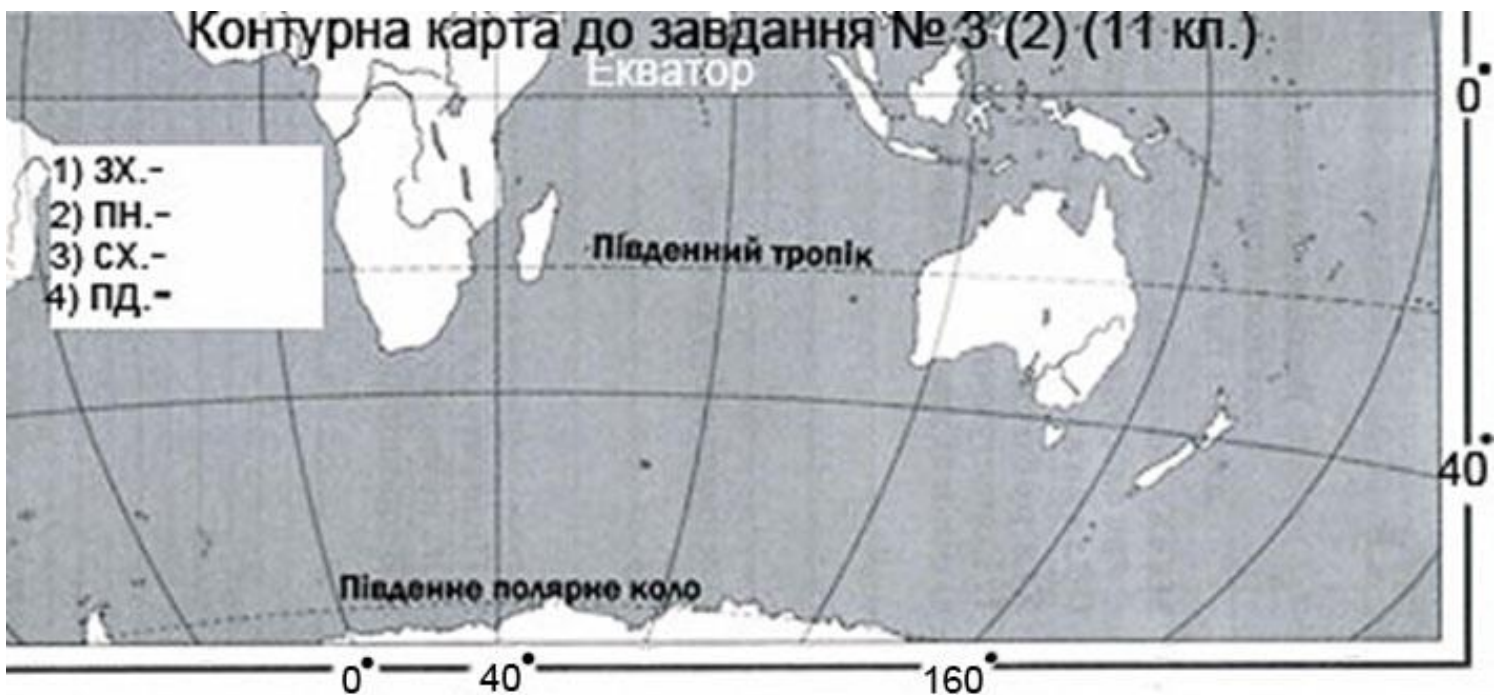 Контурна карта до завдання № 3 (2) (11 кл.)
Екватор
0°
1) ЗХ.-
2) ПН.-
3) СХ.-
4) ПД.-
Південний тропік
40°
Південне полярне коло
0° 40° 160°